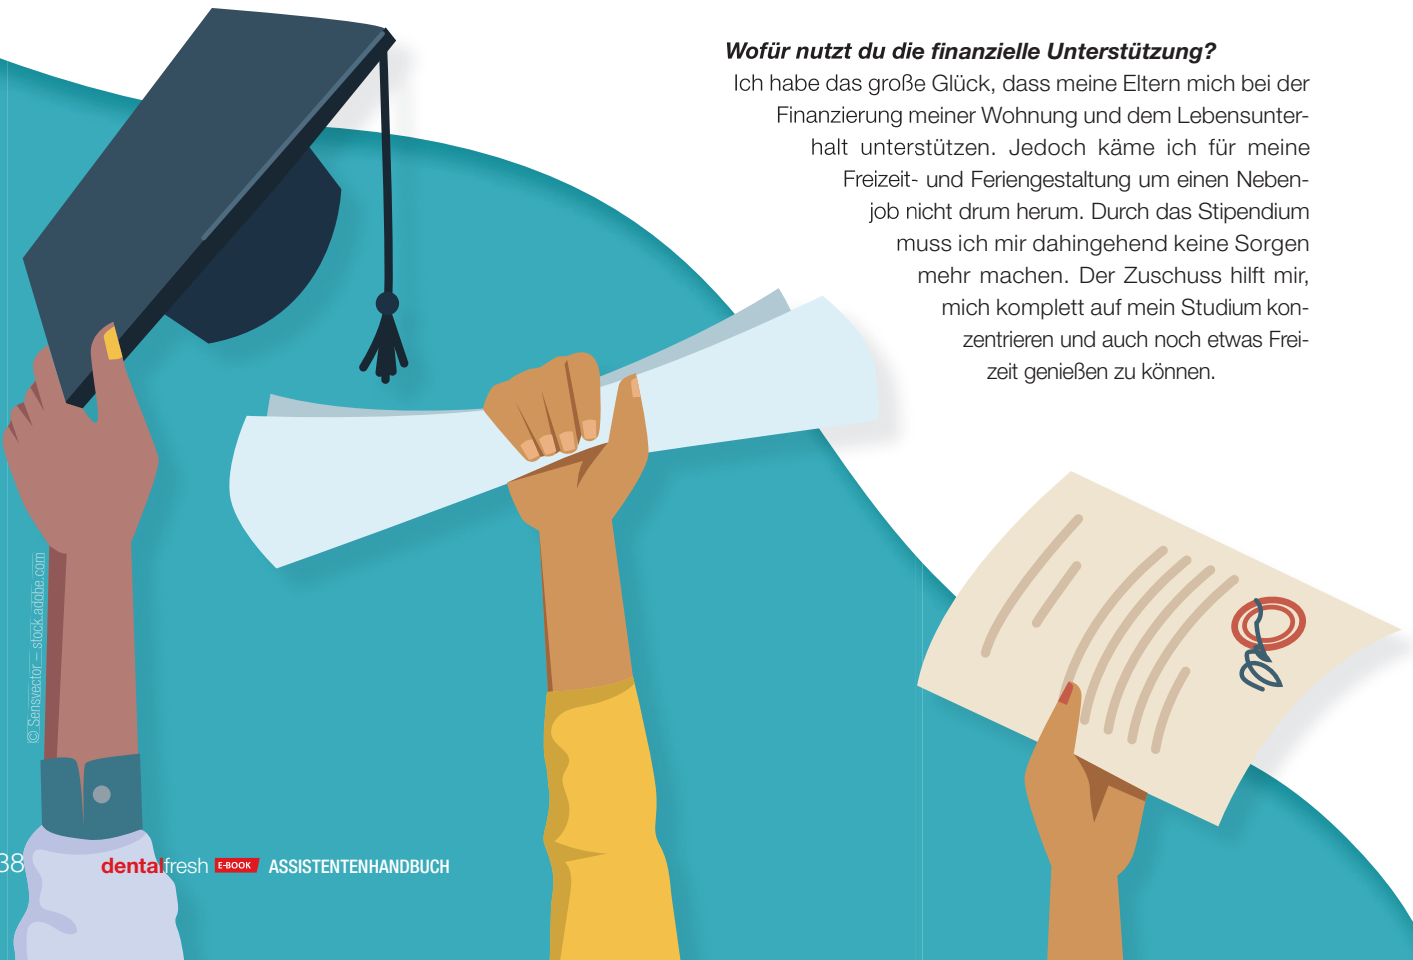 Wofür nutzt du die finanzielle Unterstützung?
Ich habe das große Glück, dass meine Eltern mich bei der
Finanzierung meiner Wohnung und dem Lebensunter-
halt unterstützen. Jedoch käme ich für meine
Freizeit- und Feriengestaltung um einen Neben-
job nicht drum herum. Durch das Stipendium
muss ich mir dahingehend keine Sorgen
mehr machen. Der Zuschuss hilft mir,
mich komplett auf mein Studium kon-
zentrieren und auch noch etwas Frei-
zeit genießen zu können.
© Sensvector – stock.adobe.com
38
dentalfresh E-BOOK ASSISTENTENHANDBUCH